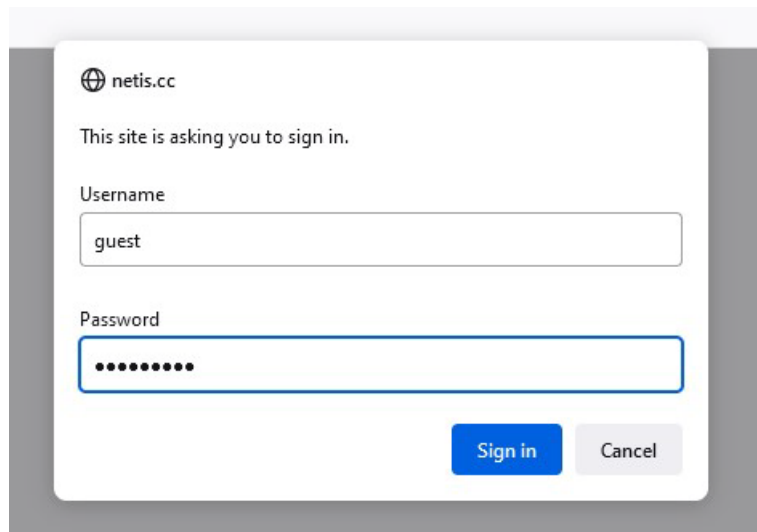 netis.cc
This site is asking you to sign in.
Username
guest
Password
•••••••••
Sign in Cancel